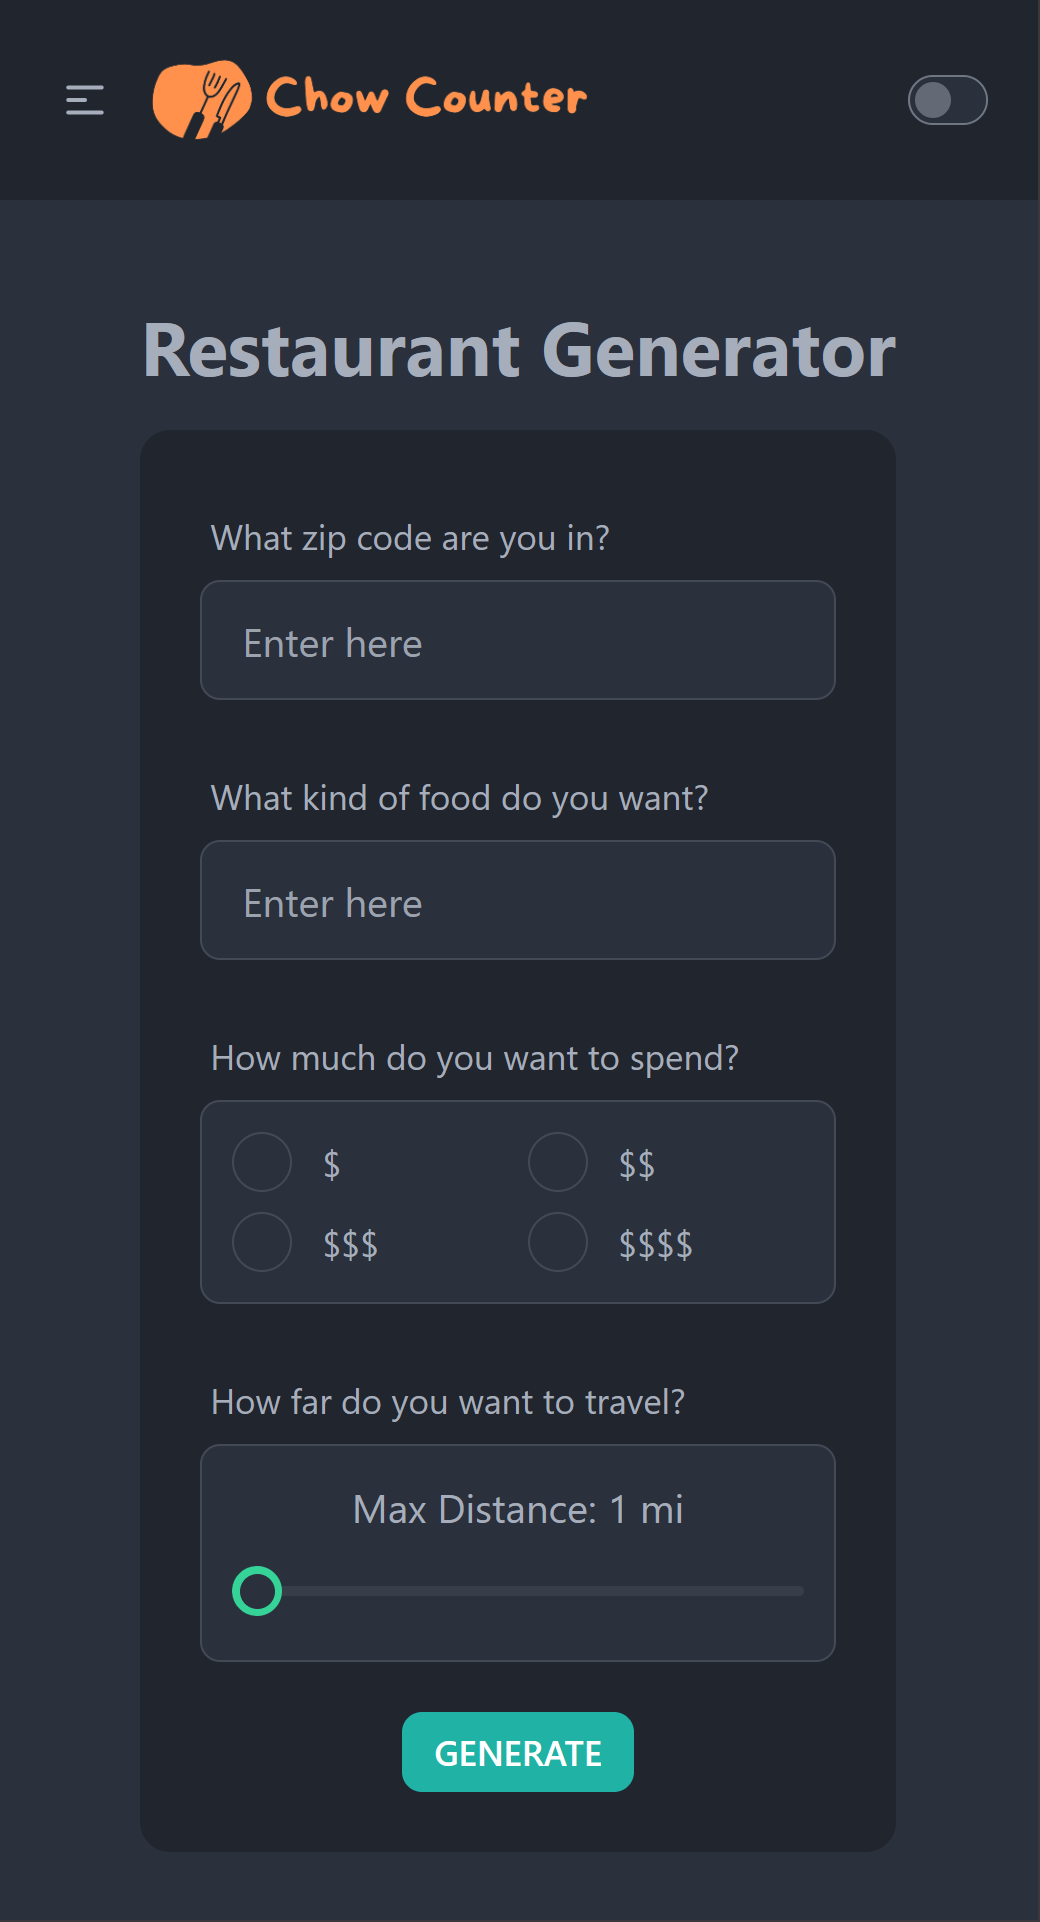 Chow Counter
Restaurant Generator
What zip code are you in?
Enter here
What kind of food do you want?
Enter here
How much do you want to spend?
$ $$
$$$ $$$$
How far do you want to travel?
Max Distance: 1 mi
GENERATE